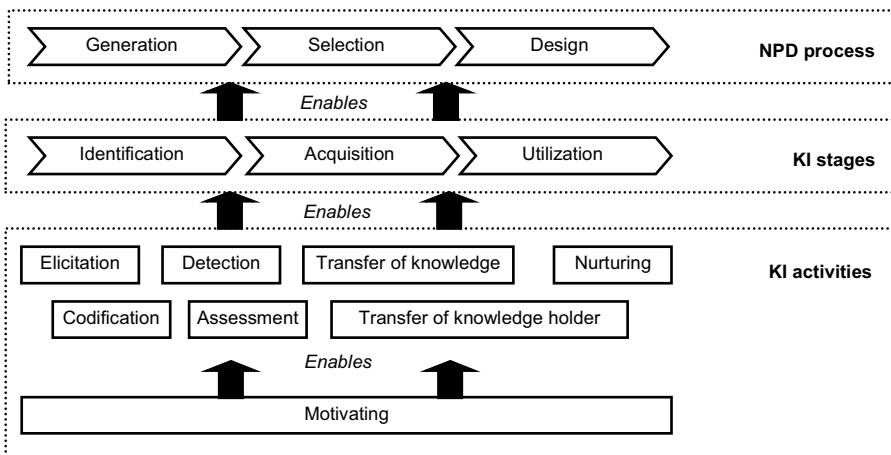 Generation
Selection
Design
NPD process
Enables
Identification
Acquisition
Utilization
KI stages
Enables
Elicitation
Detection
Transfer of knowledge
Nurturing
KI activities
Codification
Assessment
Transfer of knowledge holder
Enables
Motivating